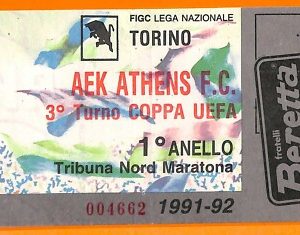 FIGC LEGA NAZIONALE
TORINO
AEK ATHENS F.C.
3° Turno COPPA UEFA
1° ANELLO
Tribuna Nord Maratona
004662 1991-92
fratelli
Beretta